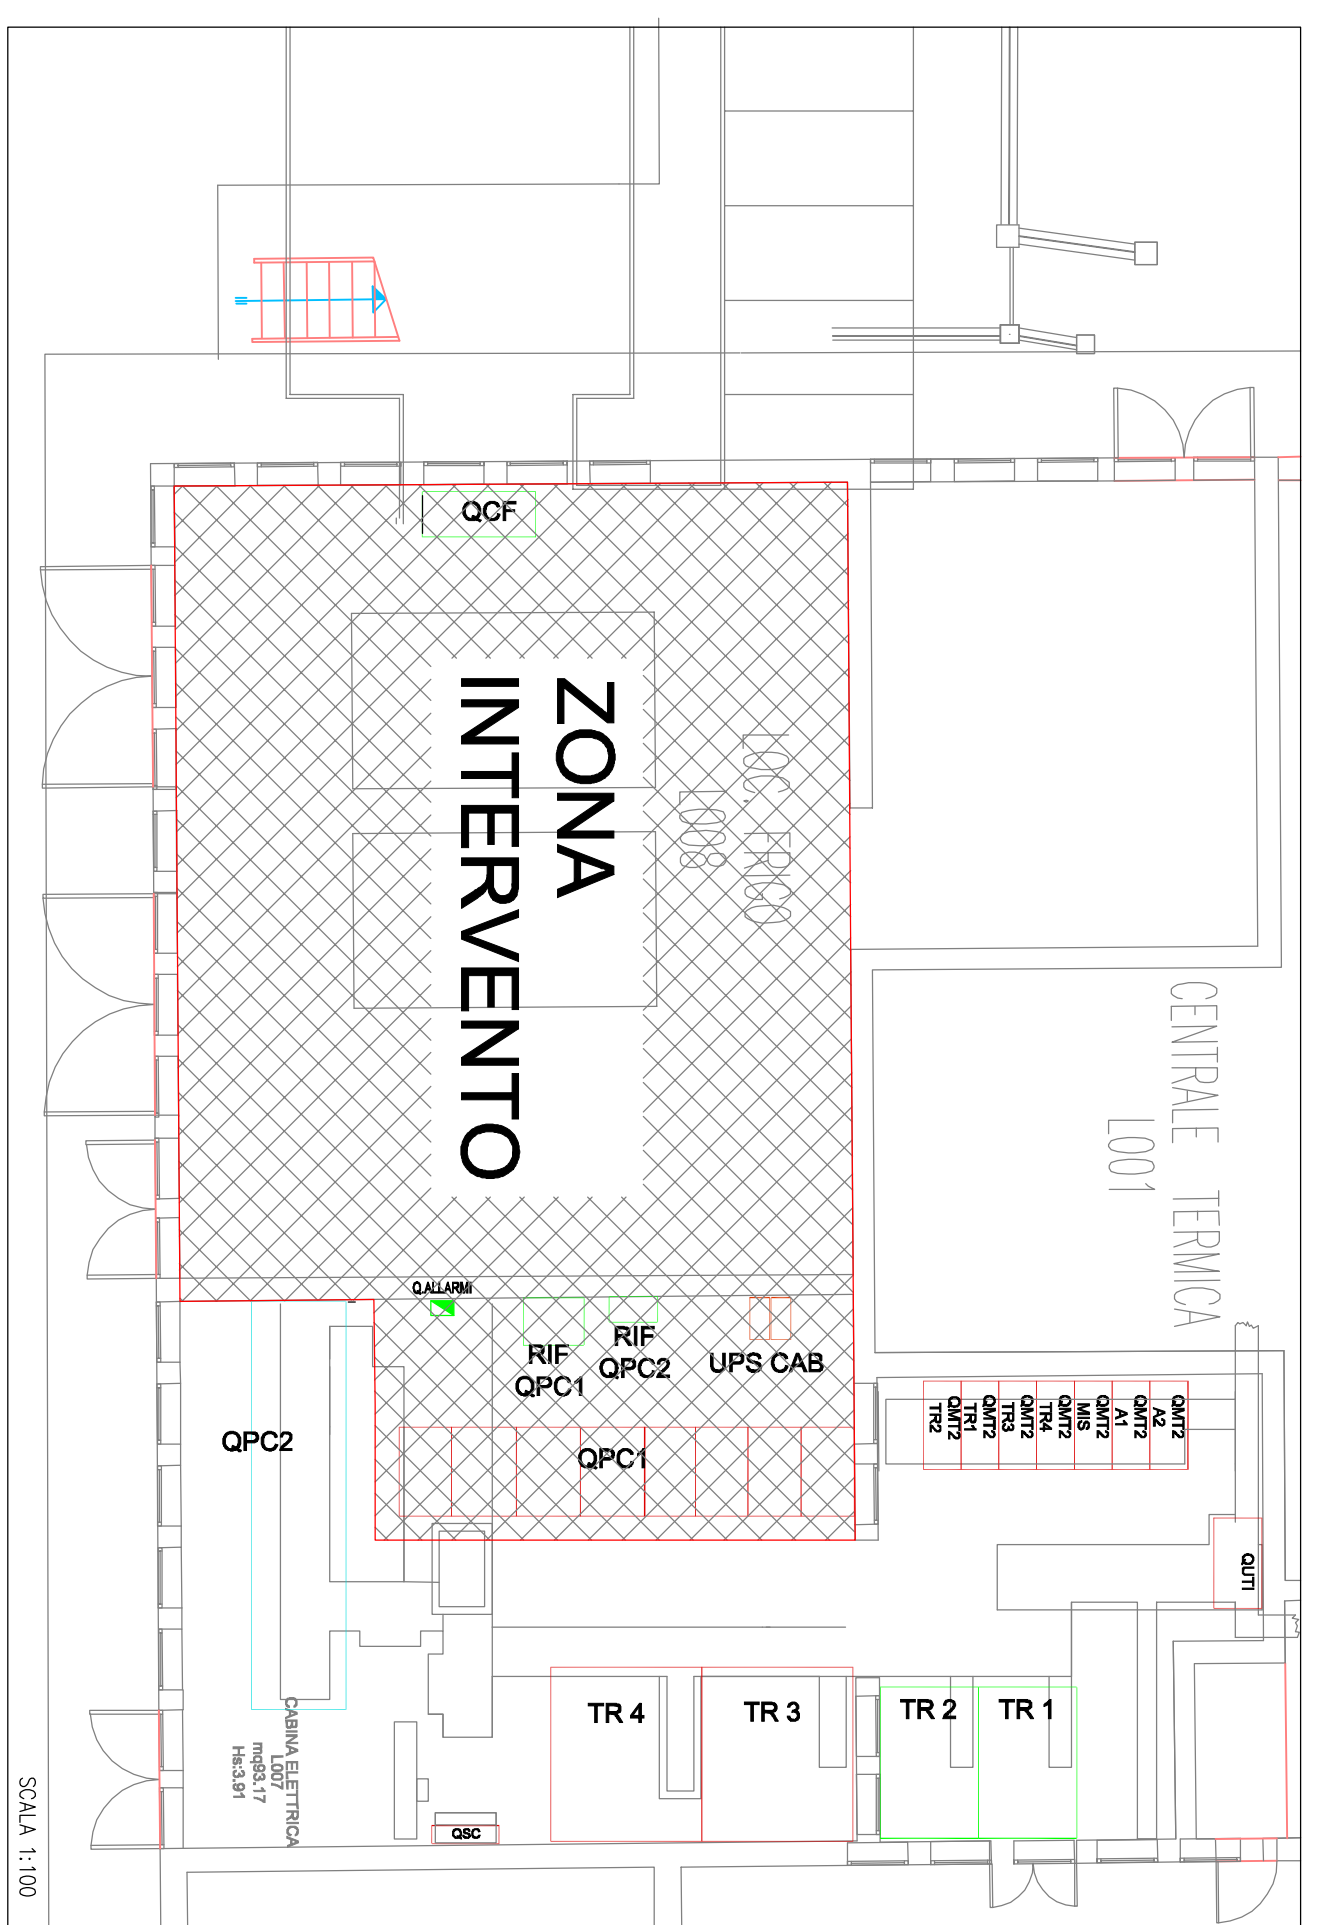 QCF
ZONA
INTERVENTO
LOC. FRIGO
L008
CENTRALE TERMICA
L001
Q.ALLARMI
RIF
QPC1
RIF
QPC2
UPS CAB
QPC1
QPC2
QMT2
A2
QMT2
A1
QMT2
MIS
QMT2
TR4
QMT2
TR3
QMT2
TR1
QMT2
TR2
QUTI
TR 4
TR 3
TR 2
TR 1
CABINA ELETTRICA
L007
mq93.17
Hs:3.91
QSC
SCALA 1:100